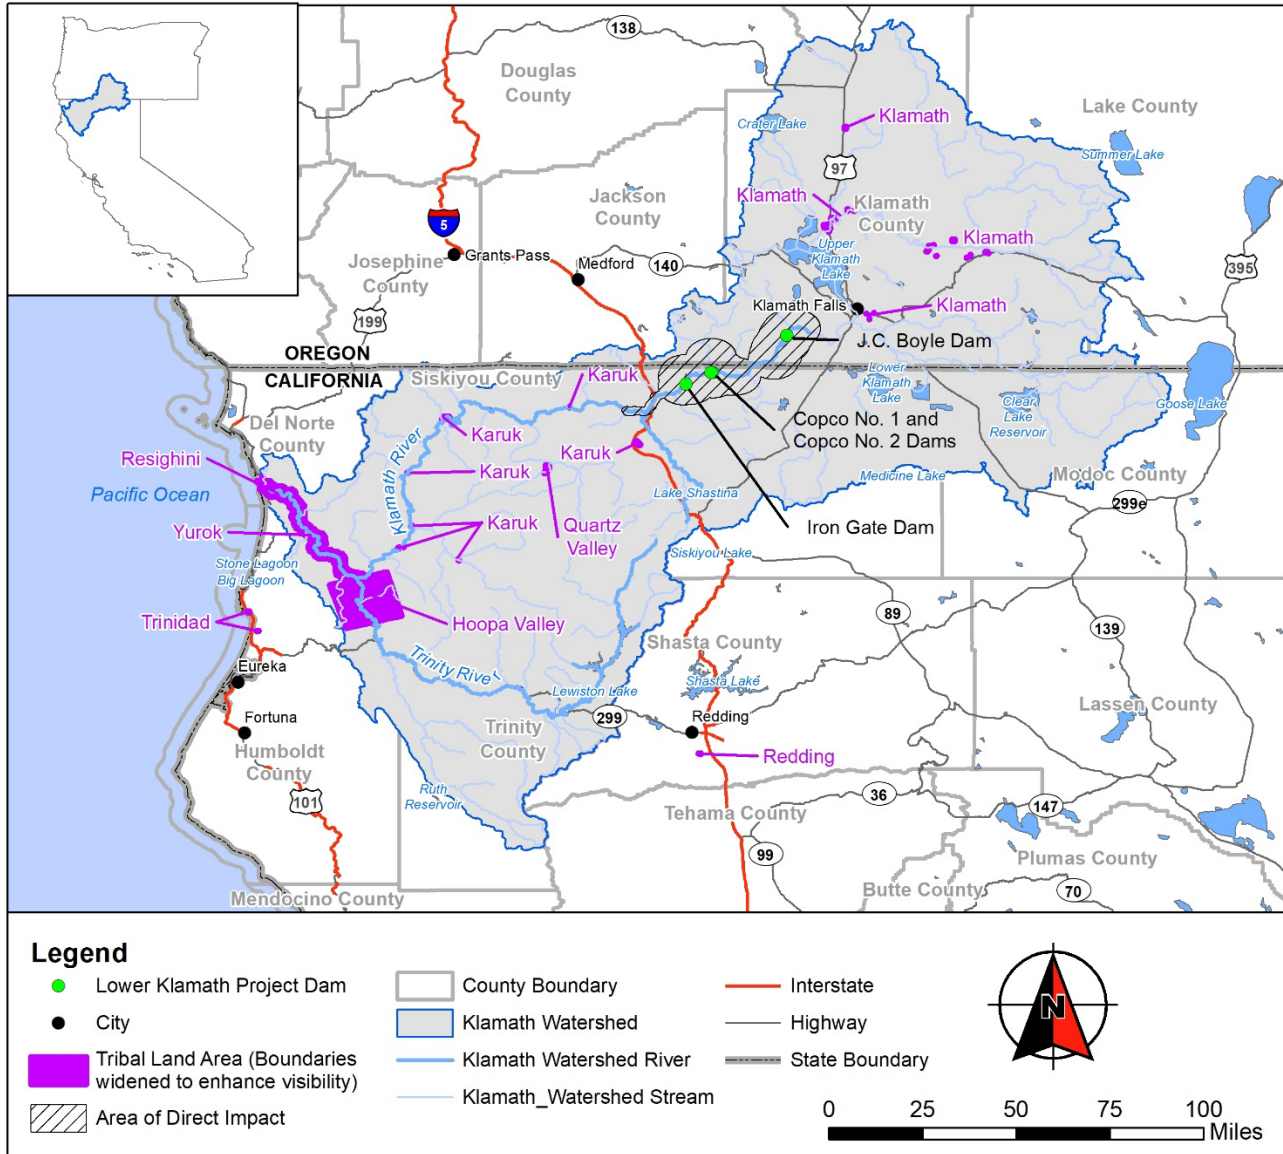 138
Douglas
County
Lake County
Crater Lake
Klamath
Summer Lake
97
Jackson
County
Klamath
Klamath
County
5
Upper
Klamath
Lake
Klamath
Josephine
County
Grants Pass
Medford
140
395
Klamath Falls
Klamath
199
J.C. Boyle Dam
OREGON
CALIFORNIA
Siskiyou County
Karuk
Lower
Klamath
Lake
Clear
Lake
Reservoir
Goose Lake
Del Norte
County
Copco No. 1 and
Copco No. 2 Dams
Karuk
Karuk
Resighini
Klamath River
Karuk
Medicine Lake
Modoc County
Pacific Ocean
Lake Shastina
299e
Yurok
Karuk
Quartz
Valley
Iron Gate Dam
Stone Lagoon
Big Lagoon
Siskiyou Lake
Trinidad
Hoopa Valley
89
139
Shasta County
Eureka
Trinity River
Lewiston Lake
Shasta Lake
Fortuna
299
Redding
Lassen County
Trinity
County
Humboldt
County
Redding
Ruth
Reservoir
101
36
147
Tehama County
99
Plumas County
Mendocino County
Butte County
70
Legend
Lower Klamath Project Dam
City
Tribal Land Area (Boundaries
widened to enhance visibility)
Area of Direct Impact
County Boundary
Klamath Watershed
Klamath Watershed River
Klamath_Watershed Stream
Interstate
Highway
State Boundary
N
0 25 50 75 100
Miles